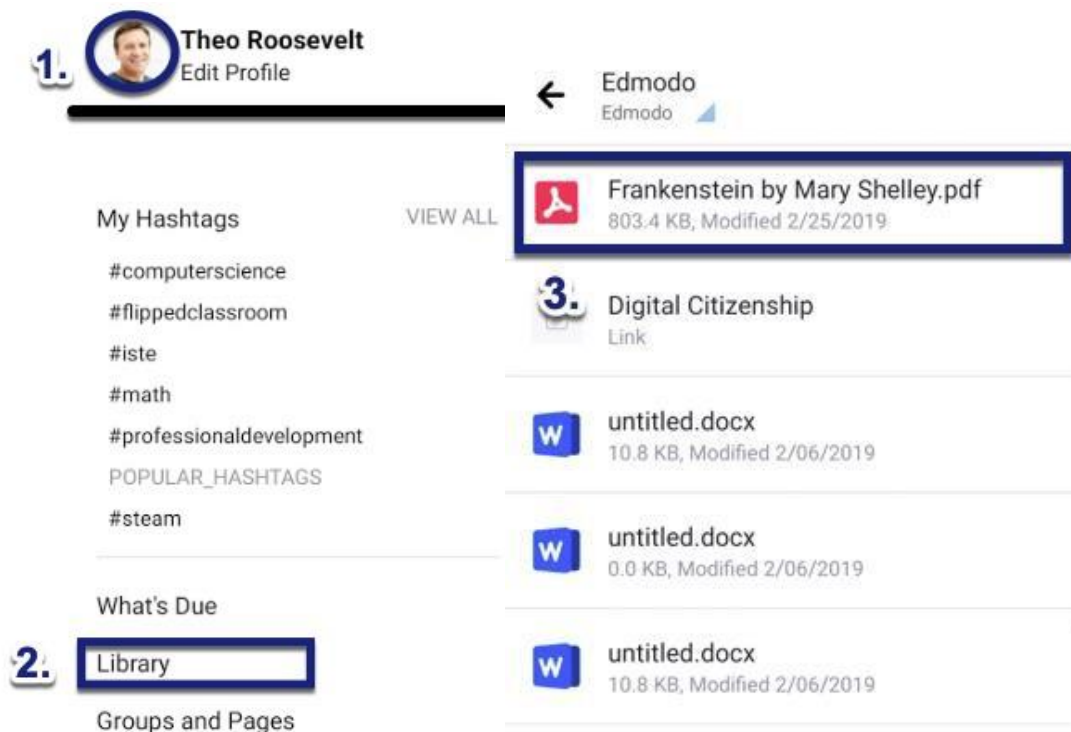 1.
Theo Roosevelt
Edit Profile
My Hashtags VIEW ALL
#computerscience
#flippedclassroom
#iste
#math
#professionaldevelopment
POPULAR_HASHTAGS
#steam
What's Due
2. Library
Groups and Pages
Edmodo
Edmodo
Frankenstein by Mary Shelley.pdf
803.4 KB, Modified 2/25/2019
3.
Digital Citizenship
Link
W
untitled.docx
10.8 KB, Modified 2/06/2019
W
untitled.docx
0.0 KB, Modified 2/06/2019
W
untitled.docx
10.8 KB, Modified 2/06/2019